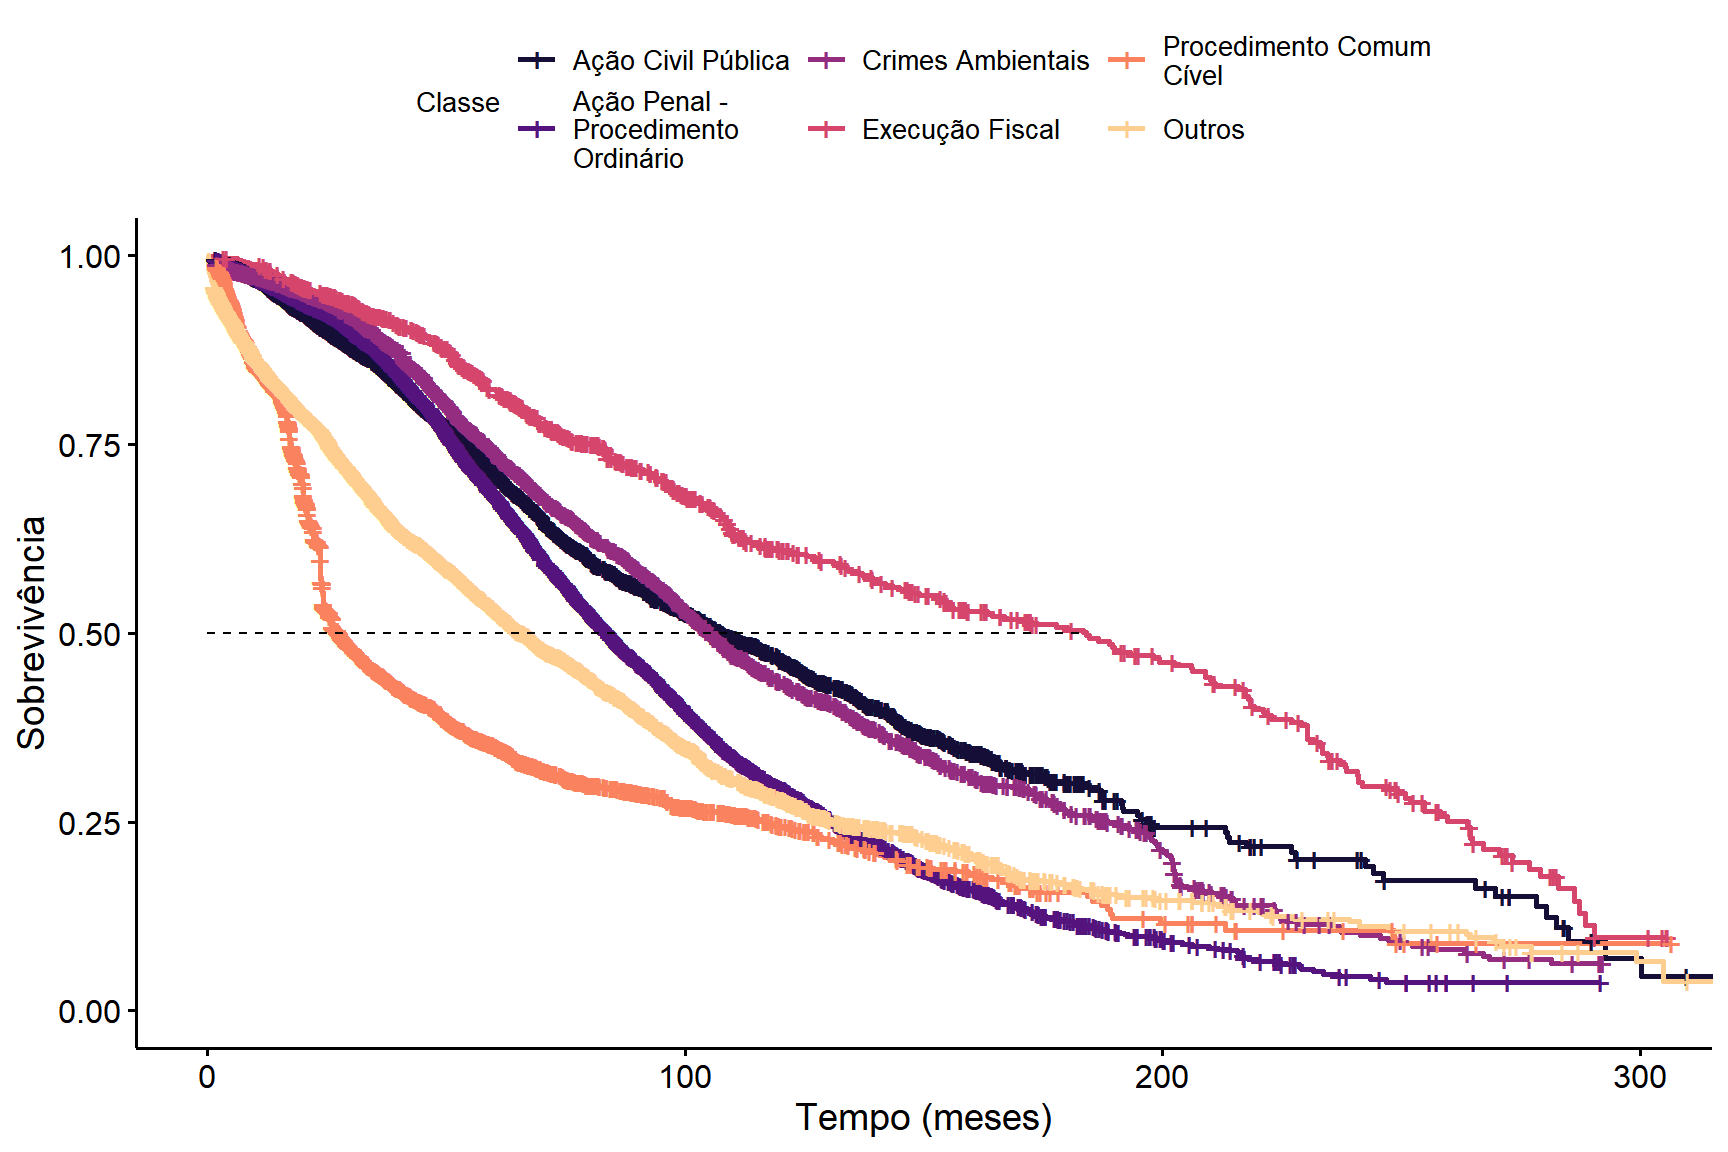 Classe
Ação Civil Pública
Ação Penal -
Procedimento
Ordinário
Crimes Ambientais
Execução Fiscal
Procedimento Comum
Cível
Outros
Sobrevivência
1.00
0.75
0.50
0.25
0.00
0
100
200
300
Tempo (meses)